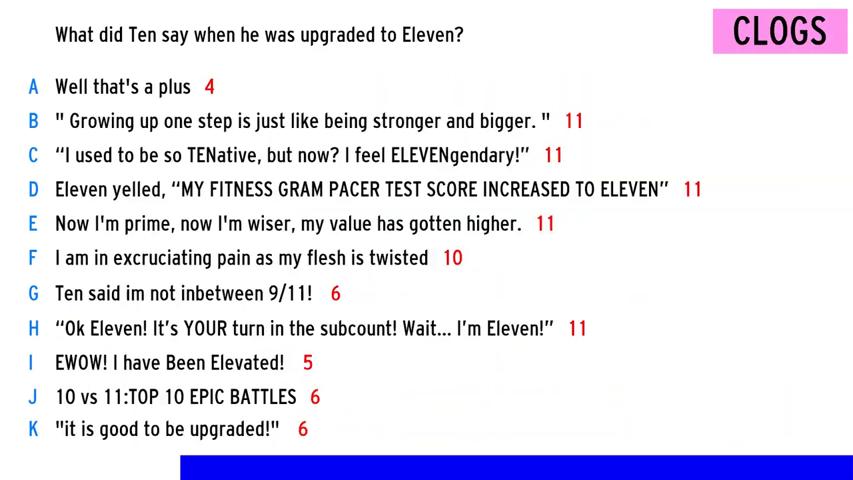 What did Ten say when he was upgraded to Eleven?
CLOGS
A Well that's a plus 4
B " Growing up one step is just like being stronger and bigger. " 11
C “I used to be so TENative, but now? I feel ELEVENgendary!” 11
D Eleven yelled, “MY FITNESS GRAM PACER TEST SCORE INCREASED TO ELEVEN” 11
E Now I'm prime, now I'm wiser, my value has gotten higher. 11
F I am in excruciating pain as my flesh is twisted 10
G Ten said im not inbetween 9/11! 6
H “Ok Eleven! It’s YOUR turn in the subcount! Wait... I’m Eleven!” 11
I EWOW! I have Been Elevated! 5
J 10 vs 11:TOP 10 EPIC BATTLES 6
K "it is good to be upgraded!" 6